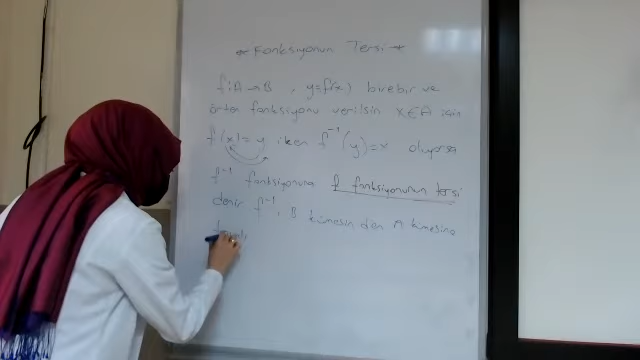 * Fonksiyonun Tersi *
f: A → B , y=f(x) birebir ve
örten fonksiyonu verilsin x∈A için
f(x)=y iken f⁻¹(y)=x oluyorsa
f⁻¹ fonksiyonuna f fonksiyonunun tersi
denir f⁻¹, B kümesinden A kümesine